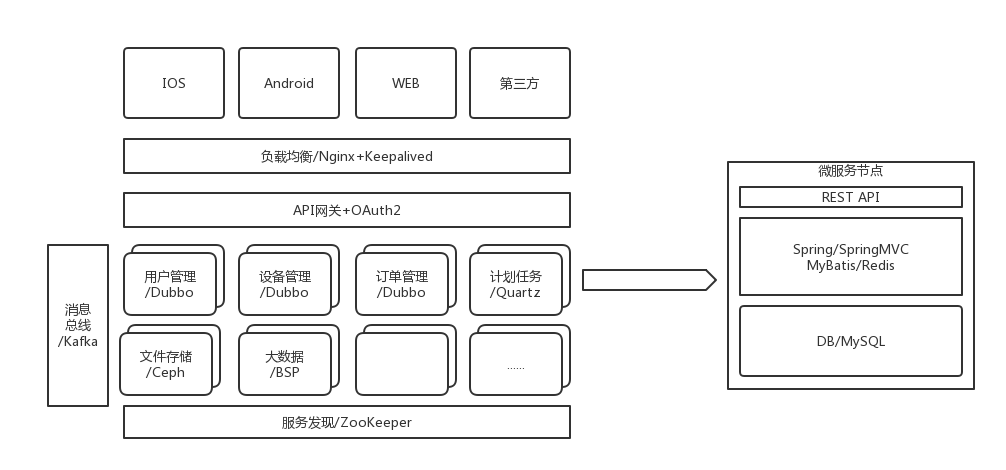 IOS
Android
WEB
第三方
负载均衡/Nginx+Keepalived
API网关+OAuth2
消息
总线
/Kafka
用户管理
/Dubbo
设备管理
/Dubbo
订单管理
/Dubbo
计划任务
/Quartz
文件存储
/Ceph
大数据
/BSP
......
服务发现/ZooKeeper
微服务节点
REST API
Spring/SpringMVC
MyBatis/Redis
DB/MySQL